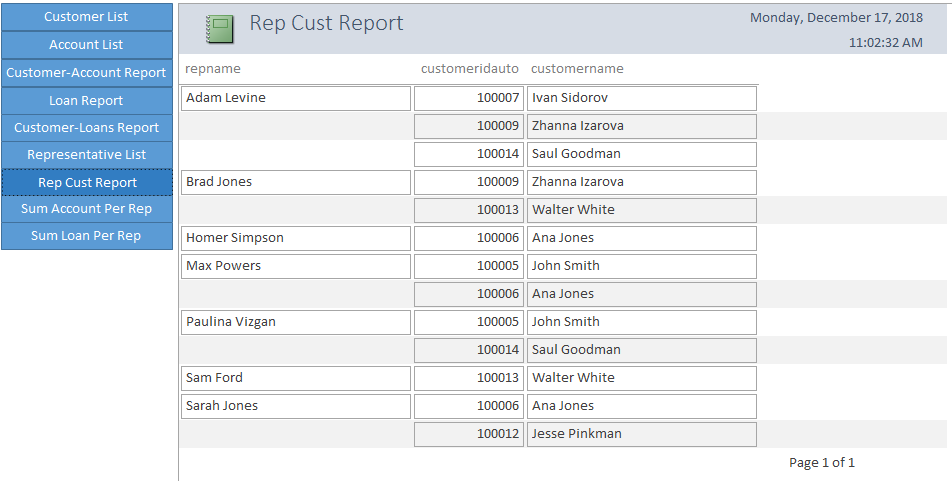 Customer List
Account List
Customer-Account Report
Loan Report
Customer-Loans Report
Representative List
Rep Cust Report
Sum Account Per Rep
Sum Loan Per Rep
Rep Cust Report
Monday, December 17, 2018
11:02:32 AM
repname customeridauto customername
Adam Levine 100007 Ivan Sidorov
100009 Zhanna Izarova
100014 Saul Goodman
Brad Jones 100009 Zhanna Izarova
100013 Walter White
Homer Simpson 100006 Ana Jones
Max Powers 100005 John Smith
100006 Ana Jones
Paulina Vizgan 100005 John Smith
100014 Saul Goodman
Sam Ford 100013 Walter White
Sarah Jones 100006 Ana Jones
100012 Jesse Pinkman
Page 1 of 1